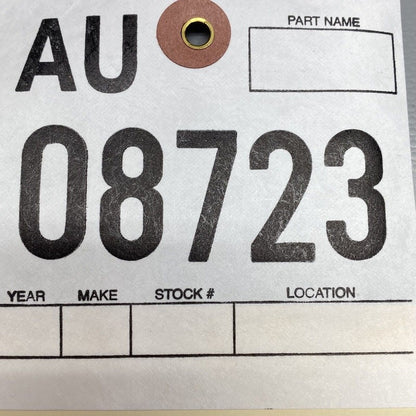 AU
PART NAME
08723
YEAR MAKE STOCK # LOCATION